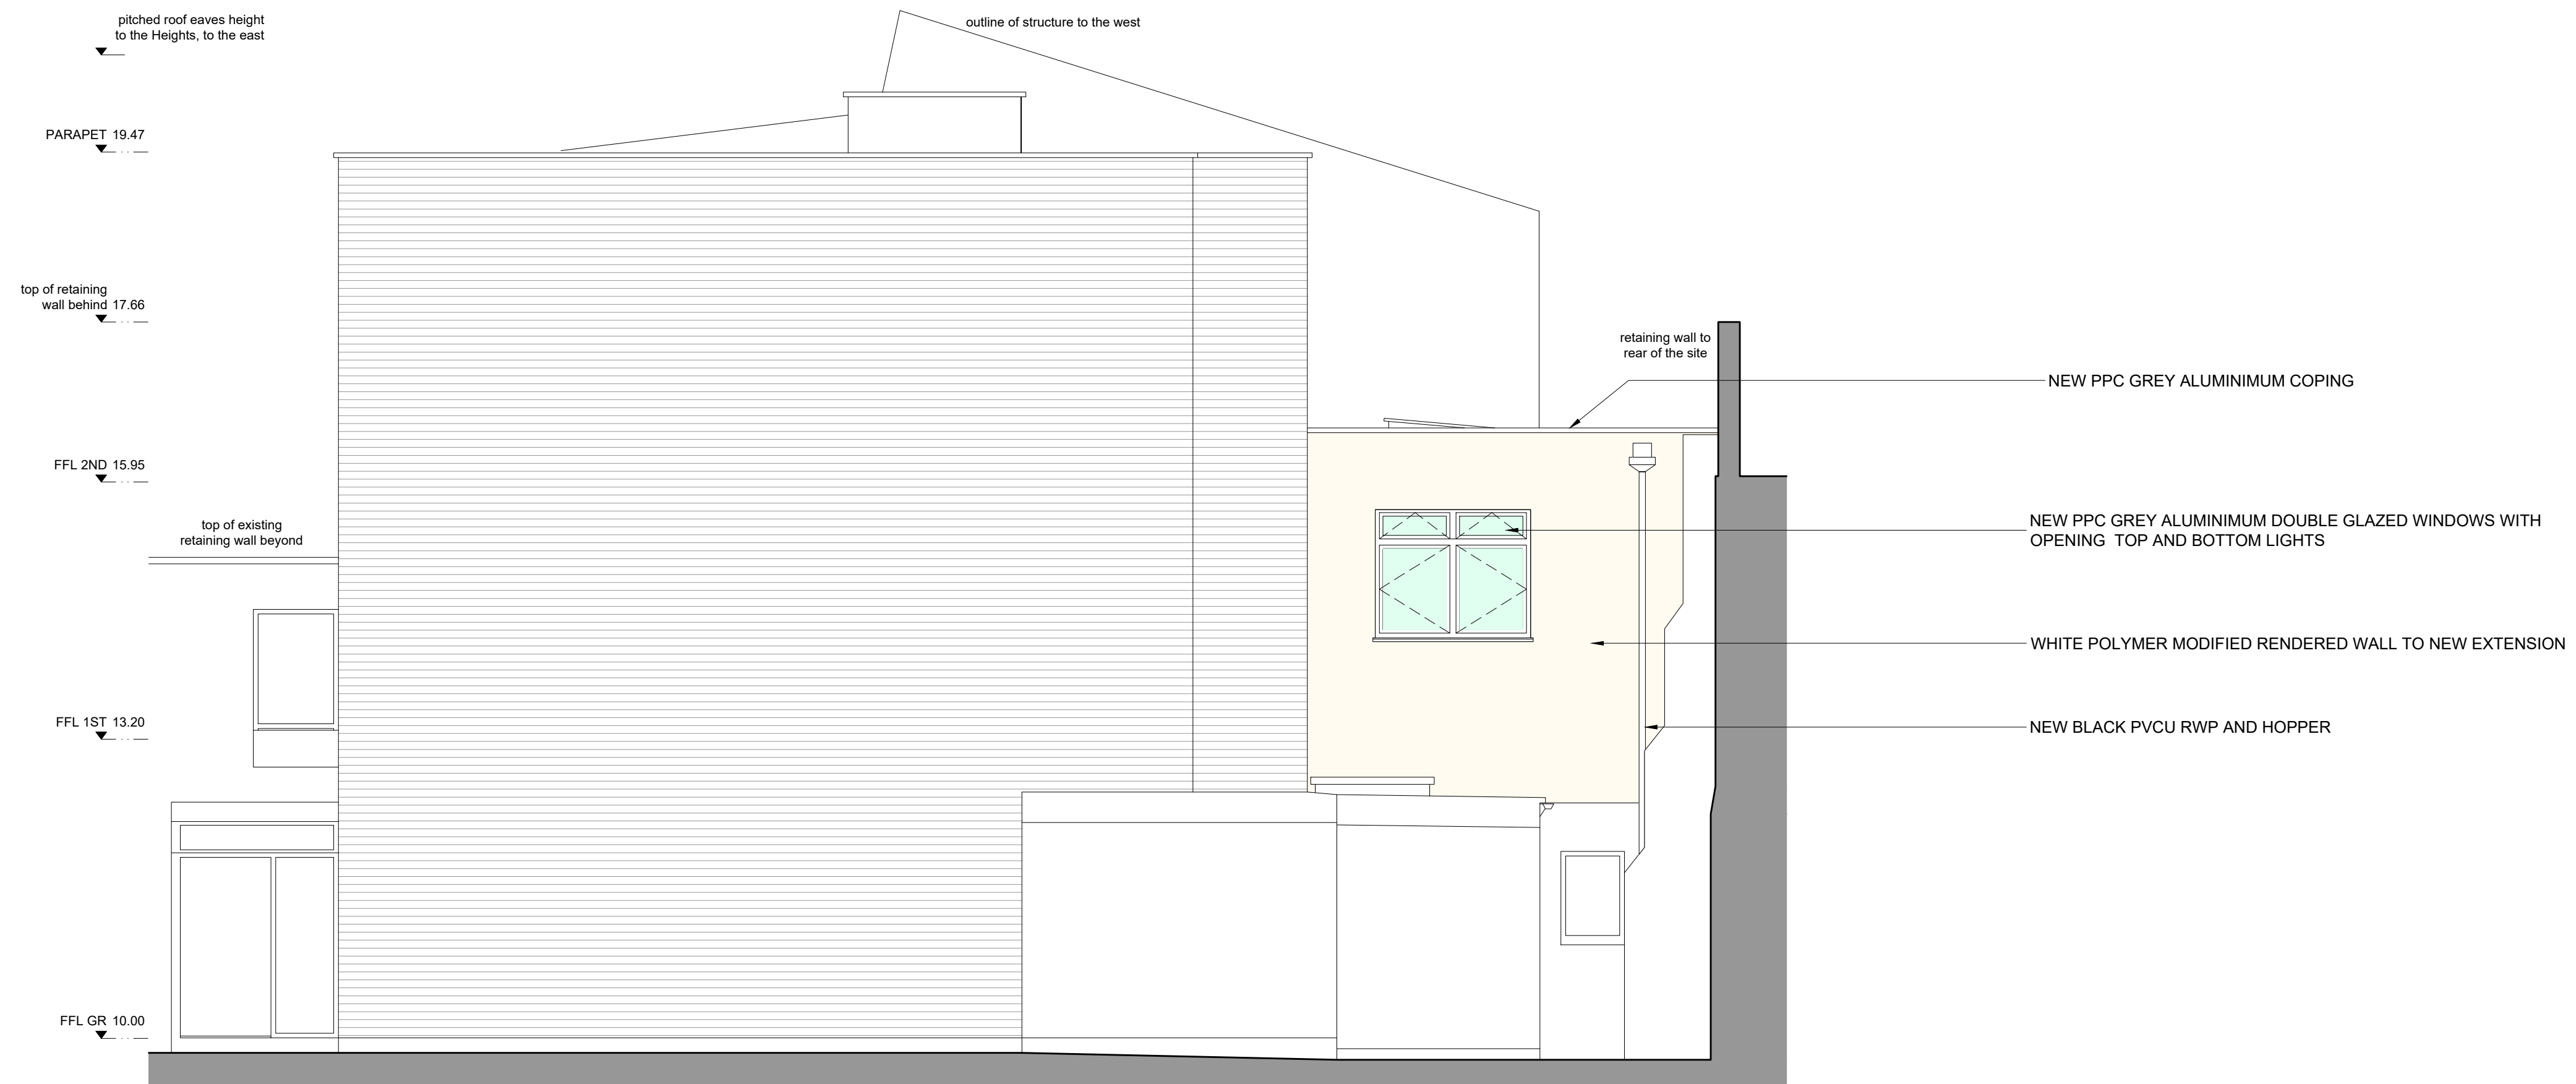 pitched roof eaves height
to the Heights, to the east
outline of structure to the west
PARAPET 19.47
top of retaining
wall behind 17.66
retaining wall to
rear of the site
NEW PPC GREY ALUMINIMUM COPING
FFL 2ND 15.95
top of existing
retaining wall beyond
NEW PPC GREY ALUMINIMUM DOUBLE GLAZED WINDOWS WITH
OPENING TOP AND BOTTOM LIGHTS
WHITE POLYMER MODIFIED RENDERED WALL TO NEW EXTENSION
FFL 1ST 13.20
NEW BLACK PVCU RWP AND HOPPER
FFL GR 10.00